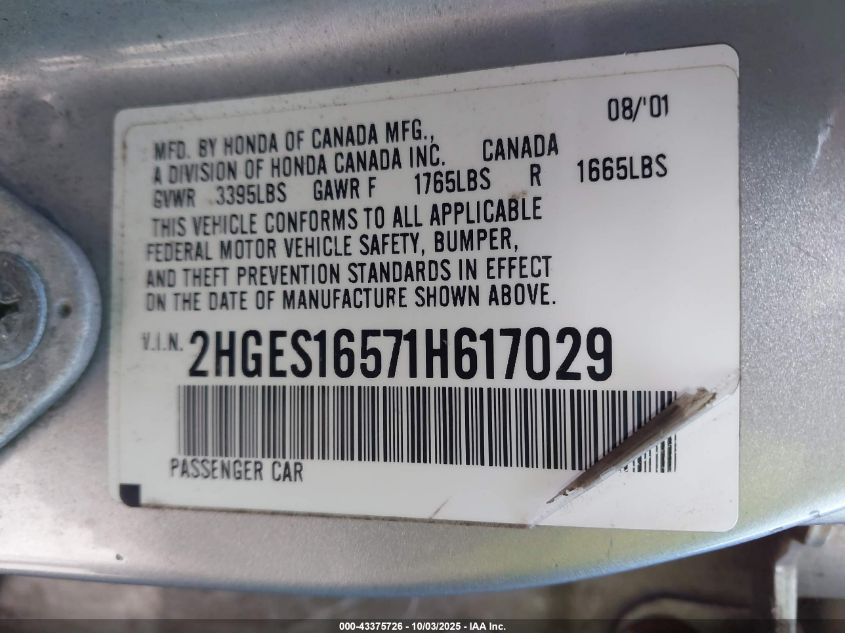 08/'01
MFD. BY HONDA OF CANADA MFG.,
A DIVISION OF HONDA CANADA INC. CANADA
GVWR 3395LBS GAWR F 1765LBS R 1665LBS
THIS VEHICLE CONFORMS TO ALL APPLICABLE
FEDERAL MOTOR VEHICLE SAFETY, BUMPER,
AND THEFT PREVENTION STANDARDS IN EFFECT
ON THE DATE OF MANUFACTURE SHOWN ABOVE.
V.I.N. 2HGES16571H617029
PASSENGER CAR
000-43375726 - 10/03/2025 - IAA Inc.